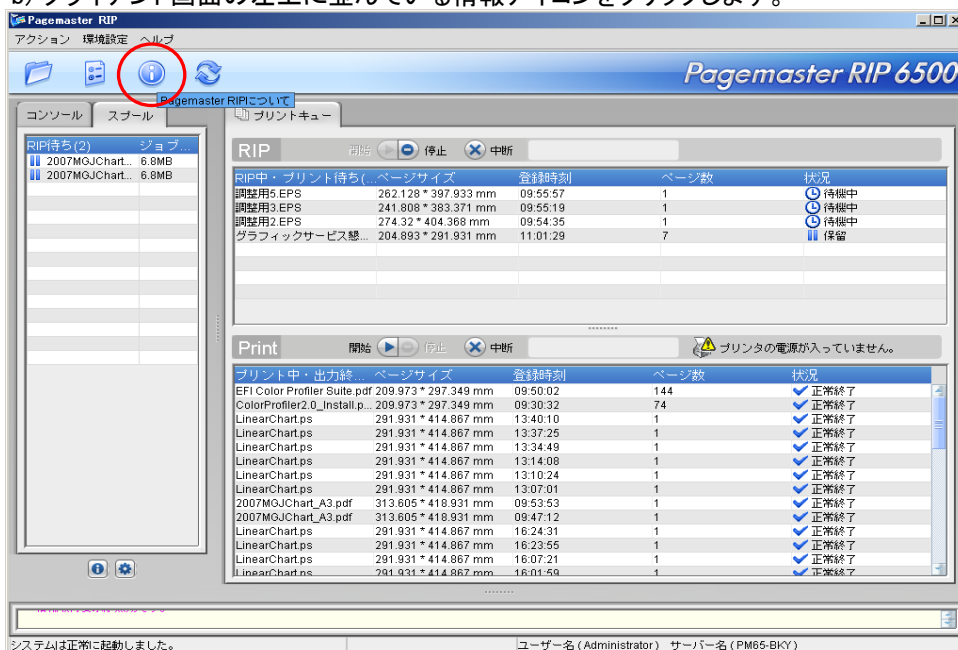 b) クライアント画面の左上に並んでいる情報アイコンをクリックします。
Pagemaster RIP
アクション 環境設定 ヘルプ
Pagemaster RIP 6500
Pagemaster RIPについて
コンソール スプール
プリントキュー
RIP待ち(2) ジョブ...
2007MGJChart... 6.8MB
2007MGJChart... 6.8MB
RIP 開始 停止 中断
RIP中・プリント待ち(... ページサイズ 登録時刻 ページ数 状況
調整用5.EPS 262.128 * 397.933 mm 09:55:57 1 待機中
調整用3.EPS 241.808 * 383.371 mm 09:55:19 1 待機中
調整用2.EPS 274.32 * 404.368 mm 09:54:35 1 待機中
グラフィックサービス懇... 204.893 * 291.931 mm 11:01:29 7 保留
Print 開始 停止 中断 プリンタの電源が入っていません。
プリント中・出力終... ページサイズ 登録時刻 ページ数 状況
EFI Color Profiler Suite.pdf 209.973 * 297.349 mm 09:50:02 144 正常終了
ColorProfiler2.0_Install.p... 209.973 * 297.349 mm 09:30:32 74 正常終了
LinearChart.ps 291.931 * 414.867 mm 13:40:10 1 正常終了
LinearChart.ps 291.931 * 414.867 mm 13:37:25 1 正常終了
LinearChart.ps 291.931 * 414.867 mm 13:34:49 1 正常終了
LinearChart.ps 291.931 * 414.867 mm 13:14:08 1 正常終了
LinearChart.ps 291.931 * 414.867 mm 13:10:24 1 正常終了
LinearChart.ps 291.931 * 414.867 mm 13:07:01 1 正常終了
2007MGJChart_A3.pdf 313.605 * 418.931 mm 09:53:53 1 正常終了
2007MGJChart_A3.pdf 313.605 * 418.931 mm 09:47:12 1 正常終了
LinearChart.ps 291.931 * 414.867 mm 16:24:31 1 正常終了
LinearChart.ps 291.931 * 414.867 mm 16:23:55 1 正常終了
LinearChart.ps 291.931 * 414.867 mm 16:07:21 1 正常終了
LinearChart.ps 291.931 * 414.867 mm 16:01:59 1 正常終了
システムは正常に起動しました。 ユーザー名 (Administrator) サーバー名 (PM65-BKY)